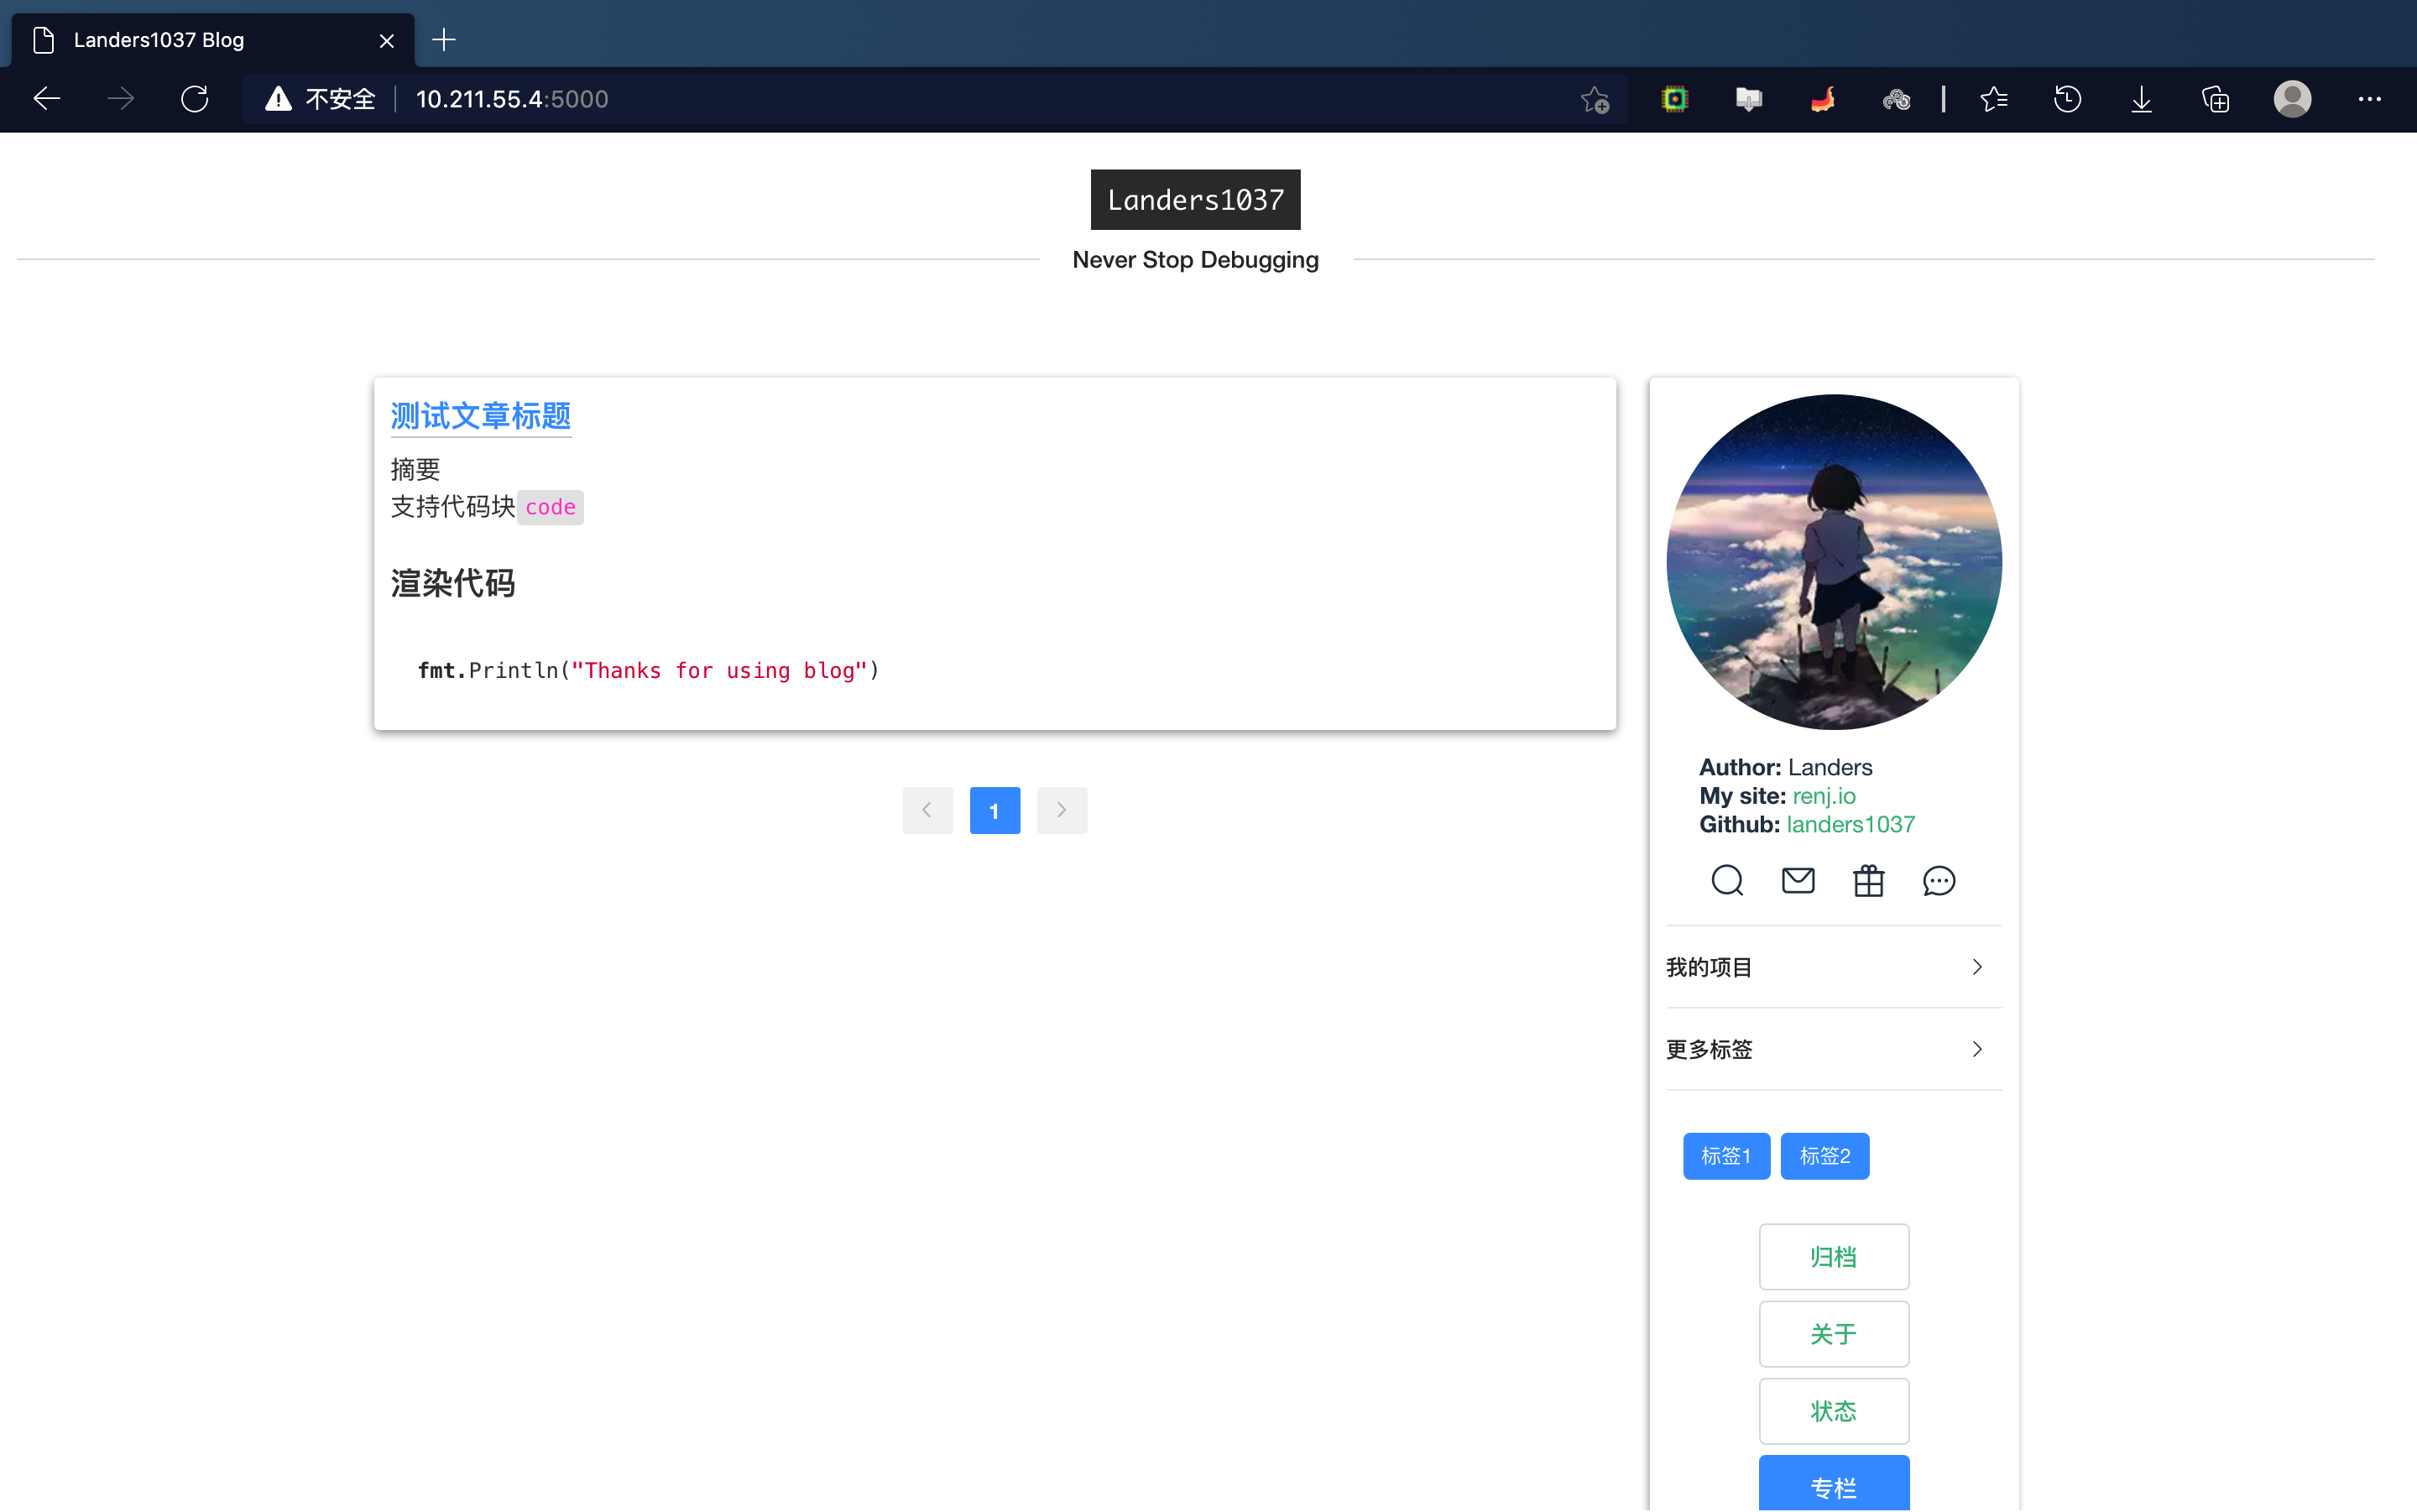 Landers1037 Blog
不安全
10.211.55.4:5000
Landers1037
Never Stop Debugging
测试文章标题
摘要
支持代码块 code
渲染代码
fmt.Println("Thanks for using blog")
1
Author: Landers
My site: renj.io
Github: landers1037
我的项目
更多标签
标签1 标签2
归档
关于
状态
专栏